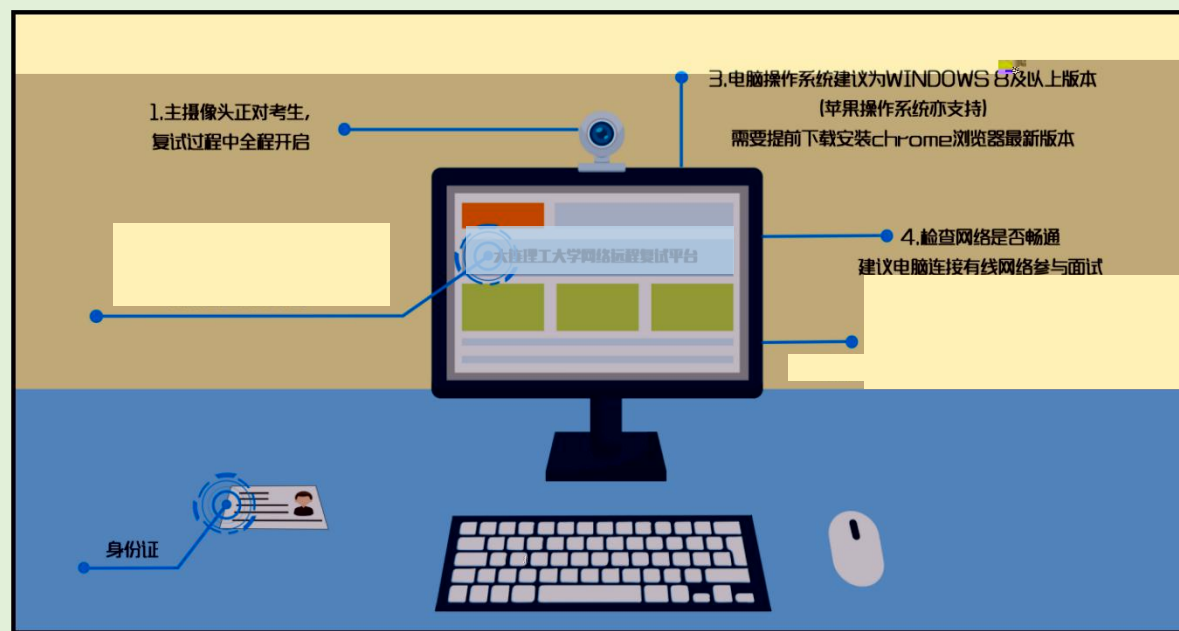 1.主摄像头正对考生，
复试过程中全程开启
3.电脑操作系统建议为WINDOWS 8及以上版本
(苹果操作系统亦支持)
需要提前下载安装chrome浏览器最新版本
大连理工大学网络远程复试平台
4.检查网络是否畅通
建议电脑连接有线网络参与面试
身份证